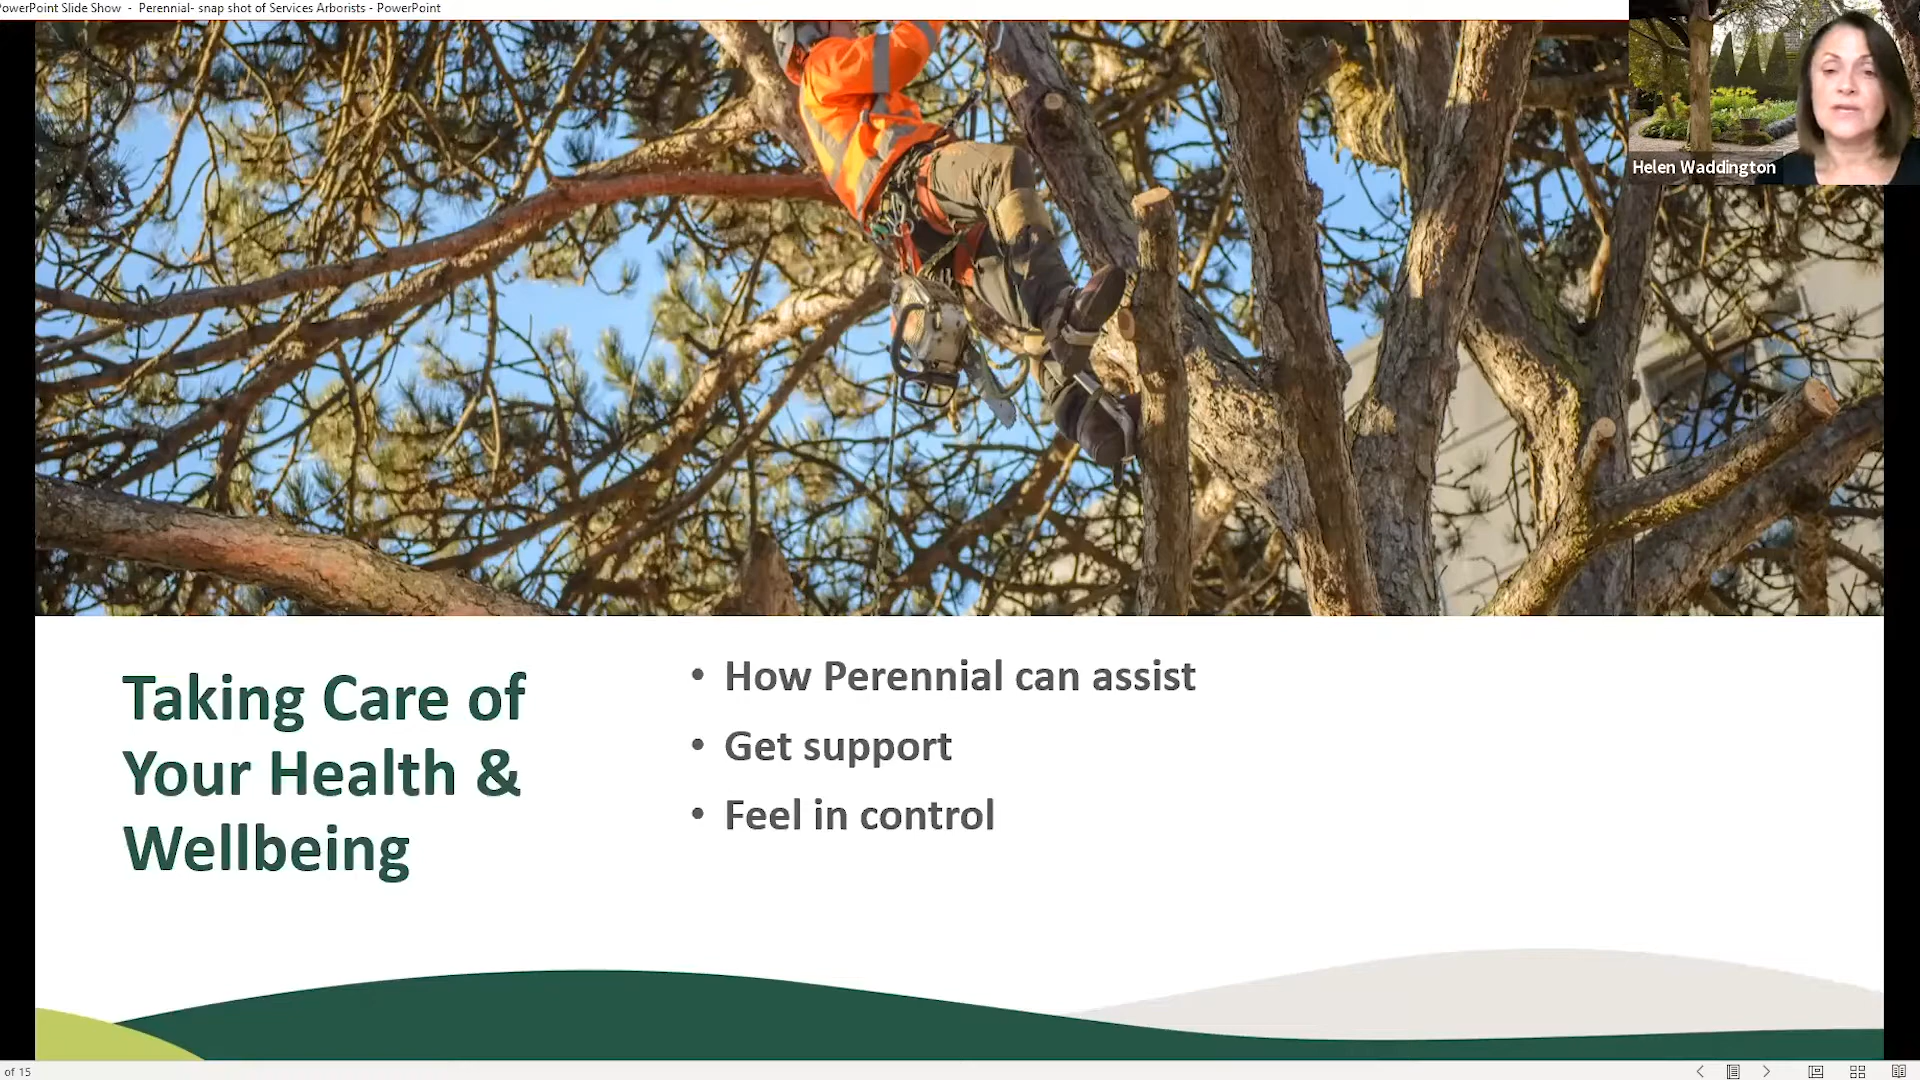 PowerPoint Slide Show - Perennial- snap shot of Services Arborists - PowerPoint
Helen Waddington
Taking Care of
Your Health &
Wellbeing
• How Perennial can assist
• Get support
• Feel in control
of 15